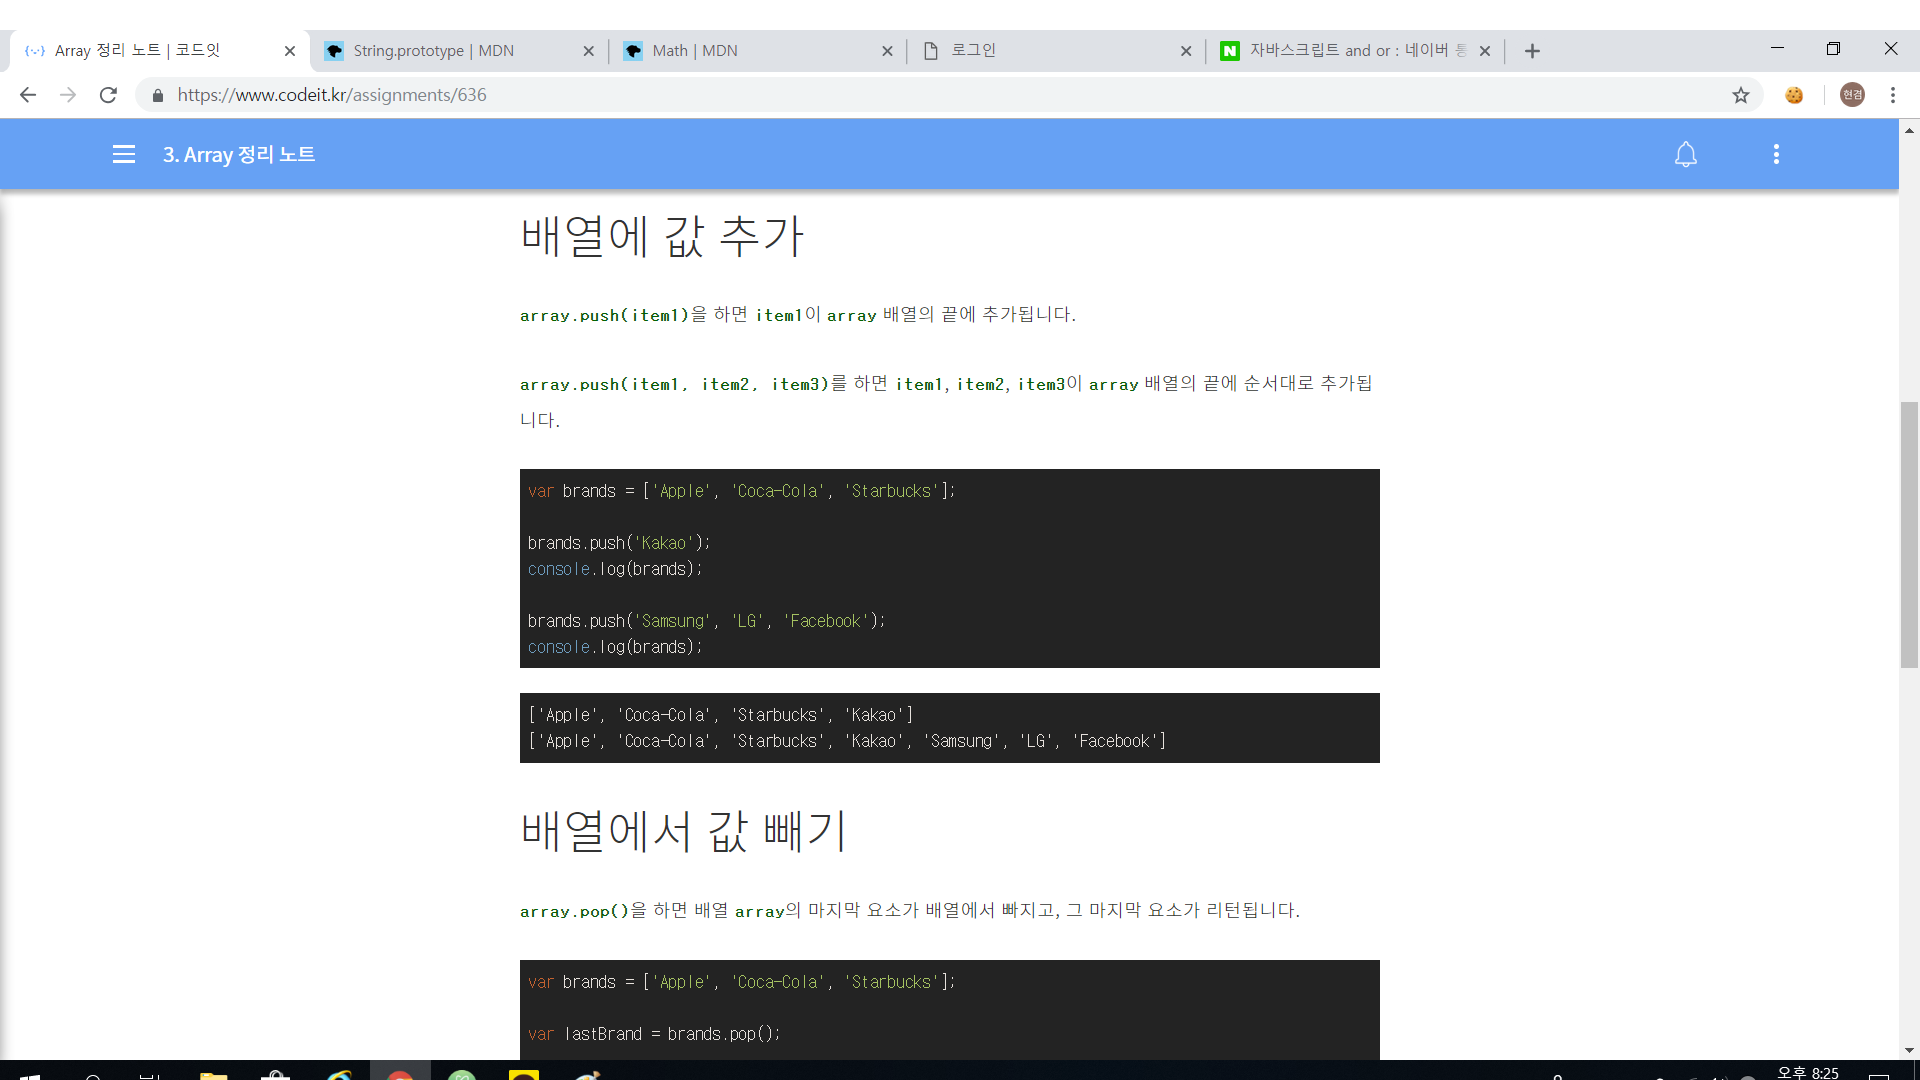 Array 정리 노트 | 코드잇
String.prototype | MDN
Math | MDN
로그인
자바스크립트 and or : 네이버 통
https://www.codeit.kr/assignments/636
현겸
3. Array 정리 노트
배열에 값 추가
array.push(item1)을 하면 item1이 array 배열의 끝에 추가됩니다.
array.push(item1, item2, item3)를 하면 item1, item2, item3이 array 배열의 끝에 순서대로 추가됩
니다.
var brands = ['Apple', 'Coca-Cola', 'Starbucks'];
brands.push('Kakao');
console.log(brands);
brands.push('Samsung', 'LG', 'Facebook');
console.log(brands);
['Apple', 'Coca-Cola', 'Starbucks', 'Kakao']
['Apple', 'Coca-Cola', 'Starbucks', 'Kakao', 'Samsung', 'LG', 'Facebook']
배열에서 값 빼기
array.pop()을 하면 배열 array의 마지막 요소가 배열에서 빠지고, 그 마지막 요소가 리턴됩니다.
var brands = ['Apple', 'Coca-Cola', 'Starbucks'];
var lastBrand = brands.pop();
오후 8:25